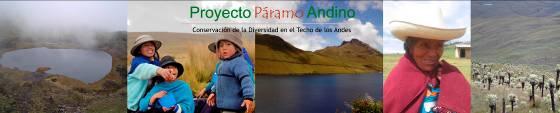 Proyecto Páramo Andino
Conservación de la Diversidad en el Techo de los Andes